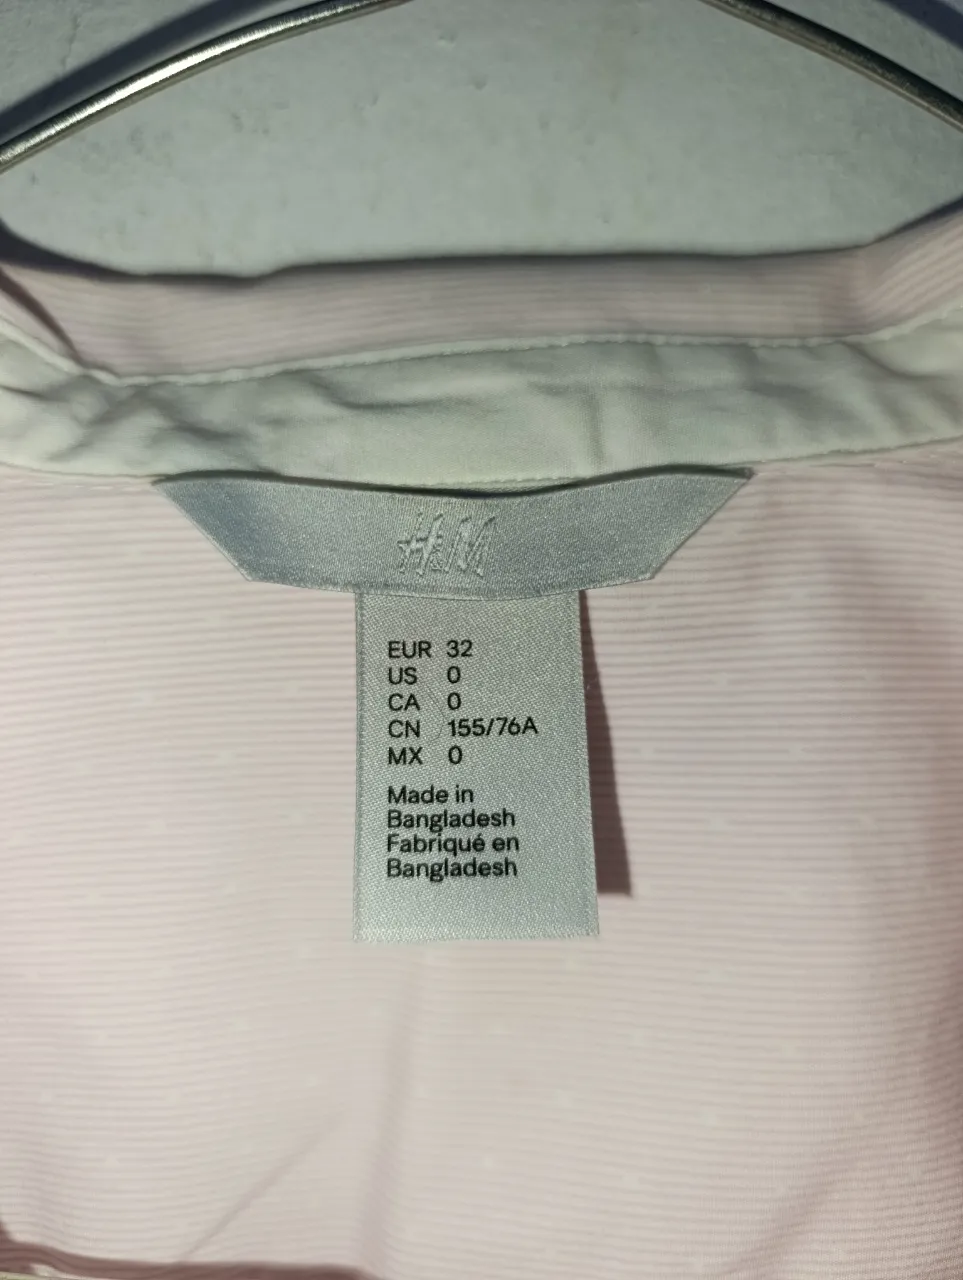 H&M
EUR 32
US 0
CA 0
CN 155/76A
MX 0
Made in
Bangladesh
Fabriqué en
Bangladesh